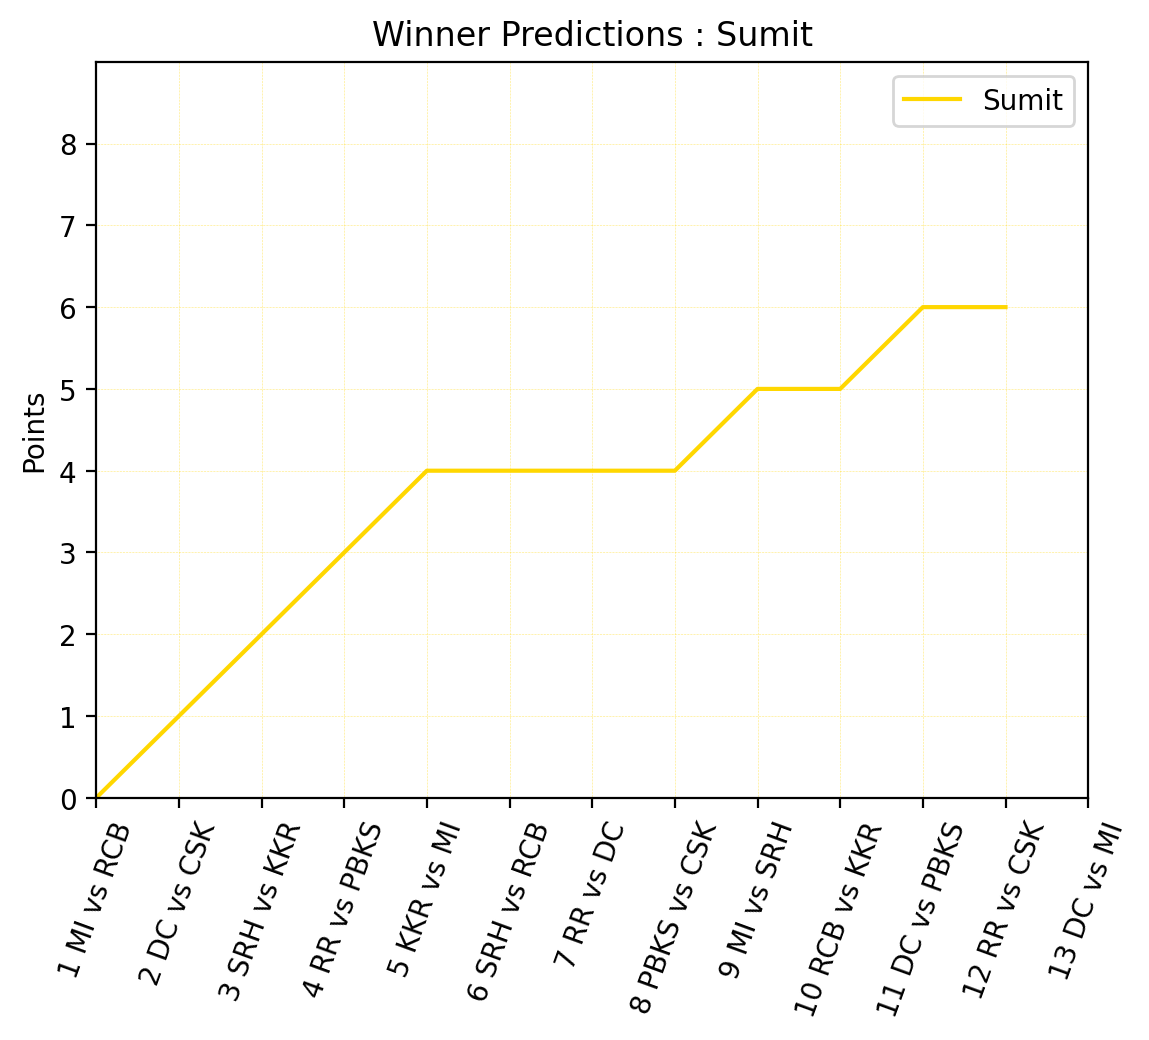 Winner Predictions : Sumit
Sumit
8
7
6
5
4
3
2
1
0
Points
1 MI vs RCB
2 DC vs CSK
3 SRH vs KKR
4 RR vs PBKS
5 KKR vs MI
6 SRH vs RCB
7 RR vs DC
8 PBKS vs CSK
9 MI vs SRH
10 RCB vs KKR
11 DC vs PBKS
12 RR vs CSK
13 DC vs MI